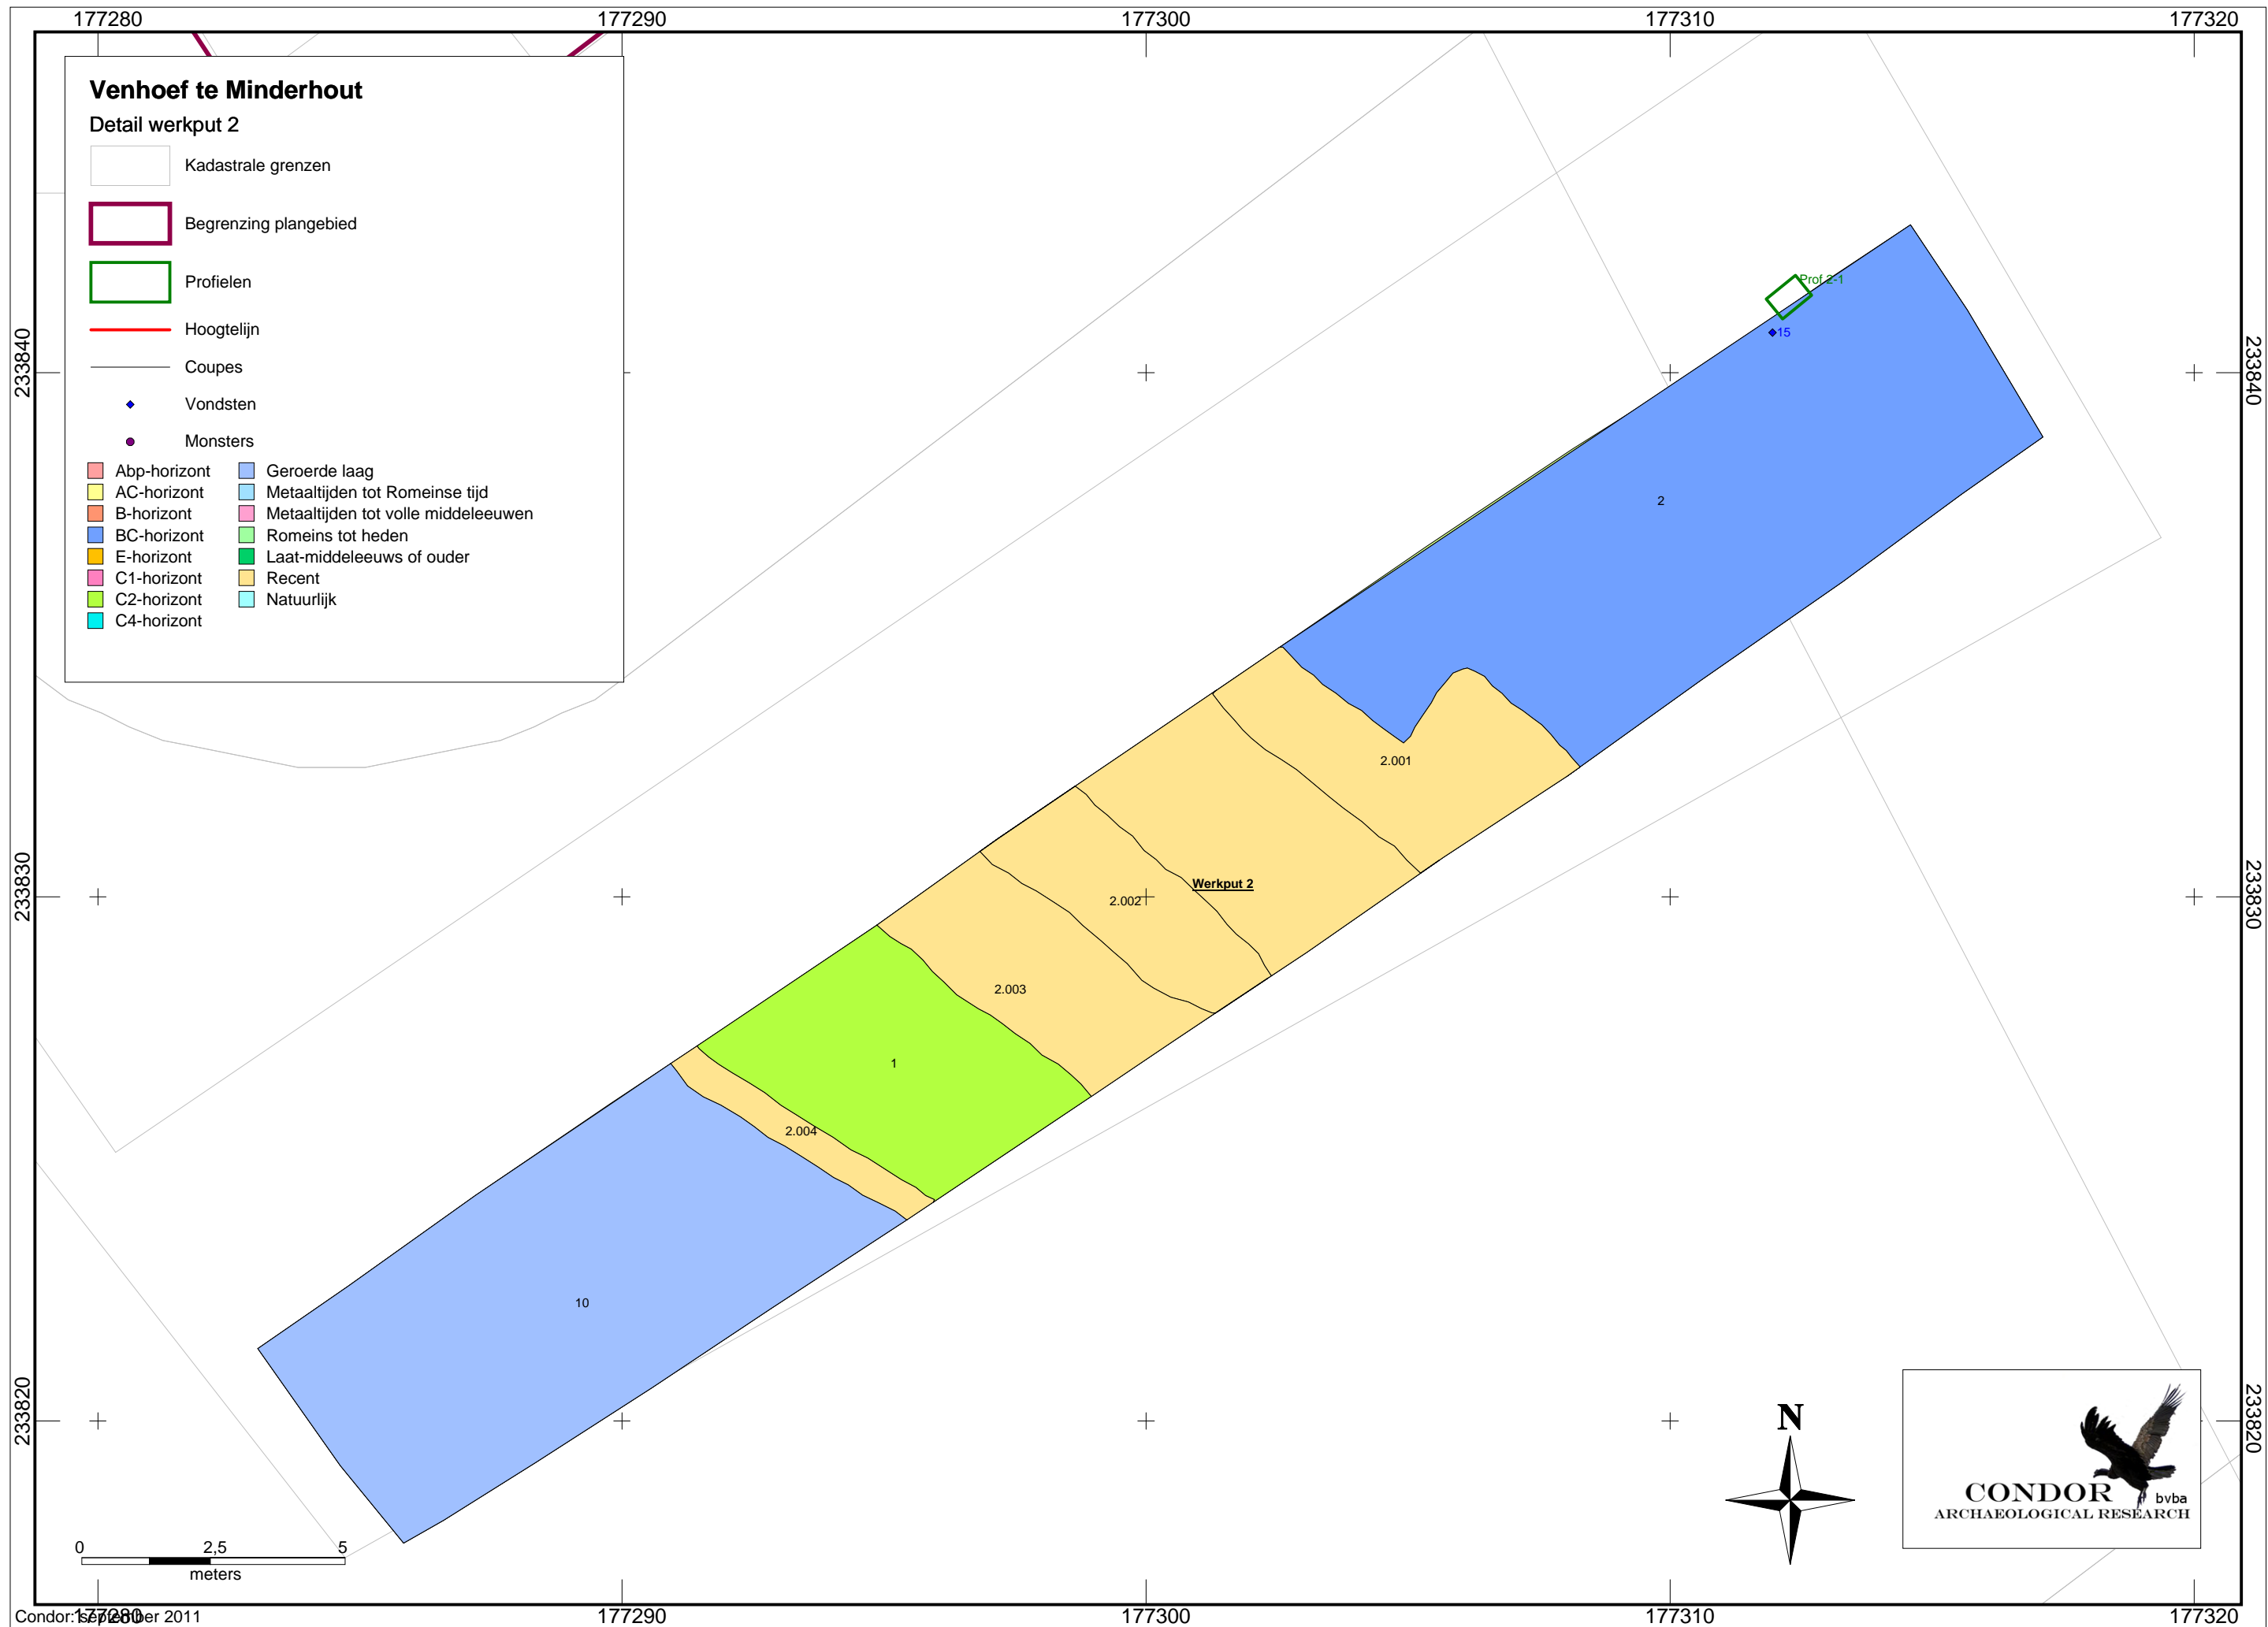 177280 177290 177300 177310 177320
Venhoef te Minderhout
Detail werkput 2
Kadastrale grenzen
Begrenzing plangebied
Profielen
Hoogtelijn
Coupes
Vondsten
Monsters
Abp-horizont Geroerde laag
AC-horizont Metaaltijden tot Romeinse tijd
B-horizont Metaaltijden tot volle middeleeuwen
BC-horizont Romeins tot heden
E-horizont Laat-middeleeuws of ouder
C1-horizont Recent
C2-horizont Natuurlijk
C4-horizont
Prof 2-1
15
233840 233840
2
2.001
Werkput 2
2.002
233830 233830
2.003
1
2.004
10
233820 233820
N
CONDOR bvba
ARCHAEOLOGICAL RESEARCH
0 2,5 5
meters
Condor: september 2011
177280 177290 177300 177310 177320